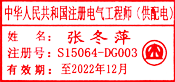 中华人民共和国注册电气工程师（供配电）
姓名：张冬萍
注册号：S15064-DG003
有效期：至2022年12月